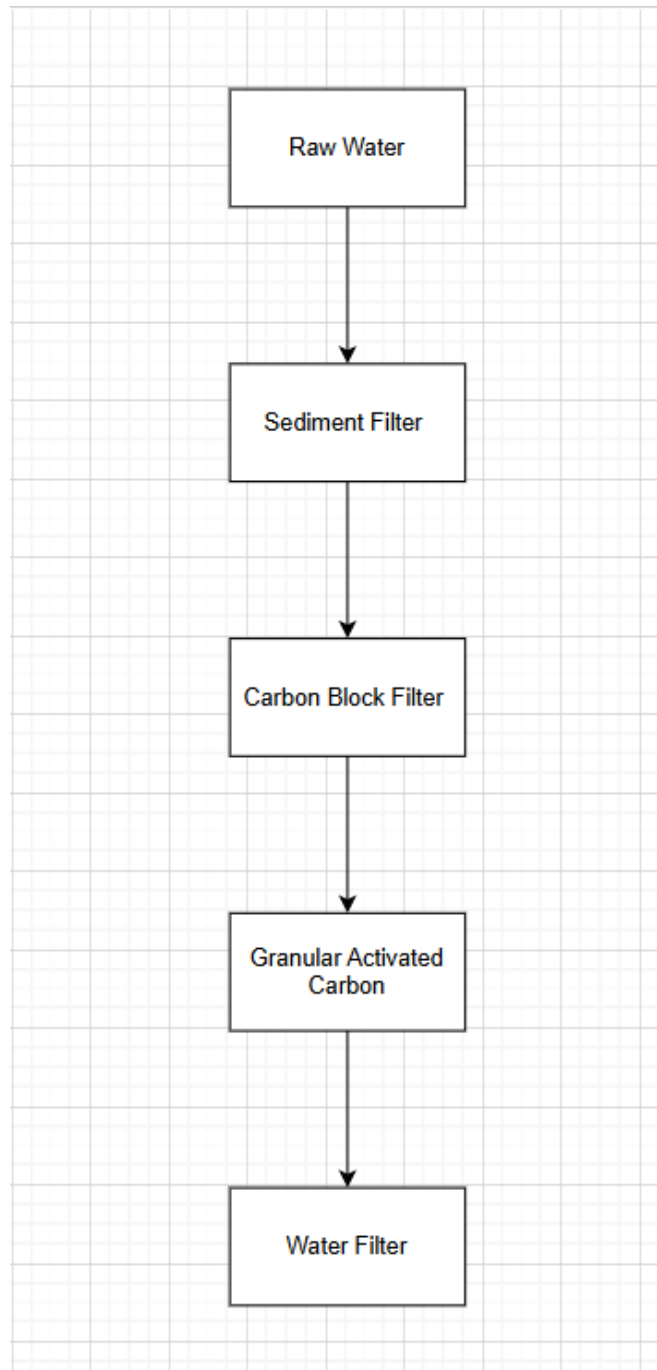 Raw Water
Sediment Filter
Carbon Block Filter
Granular Activated
Carbon
Water Filter